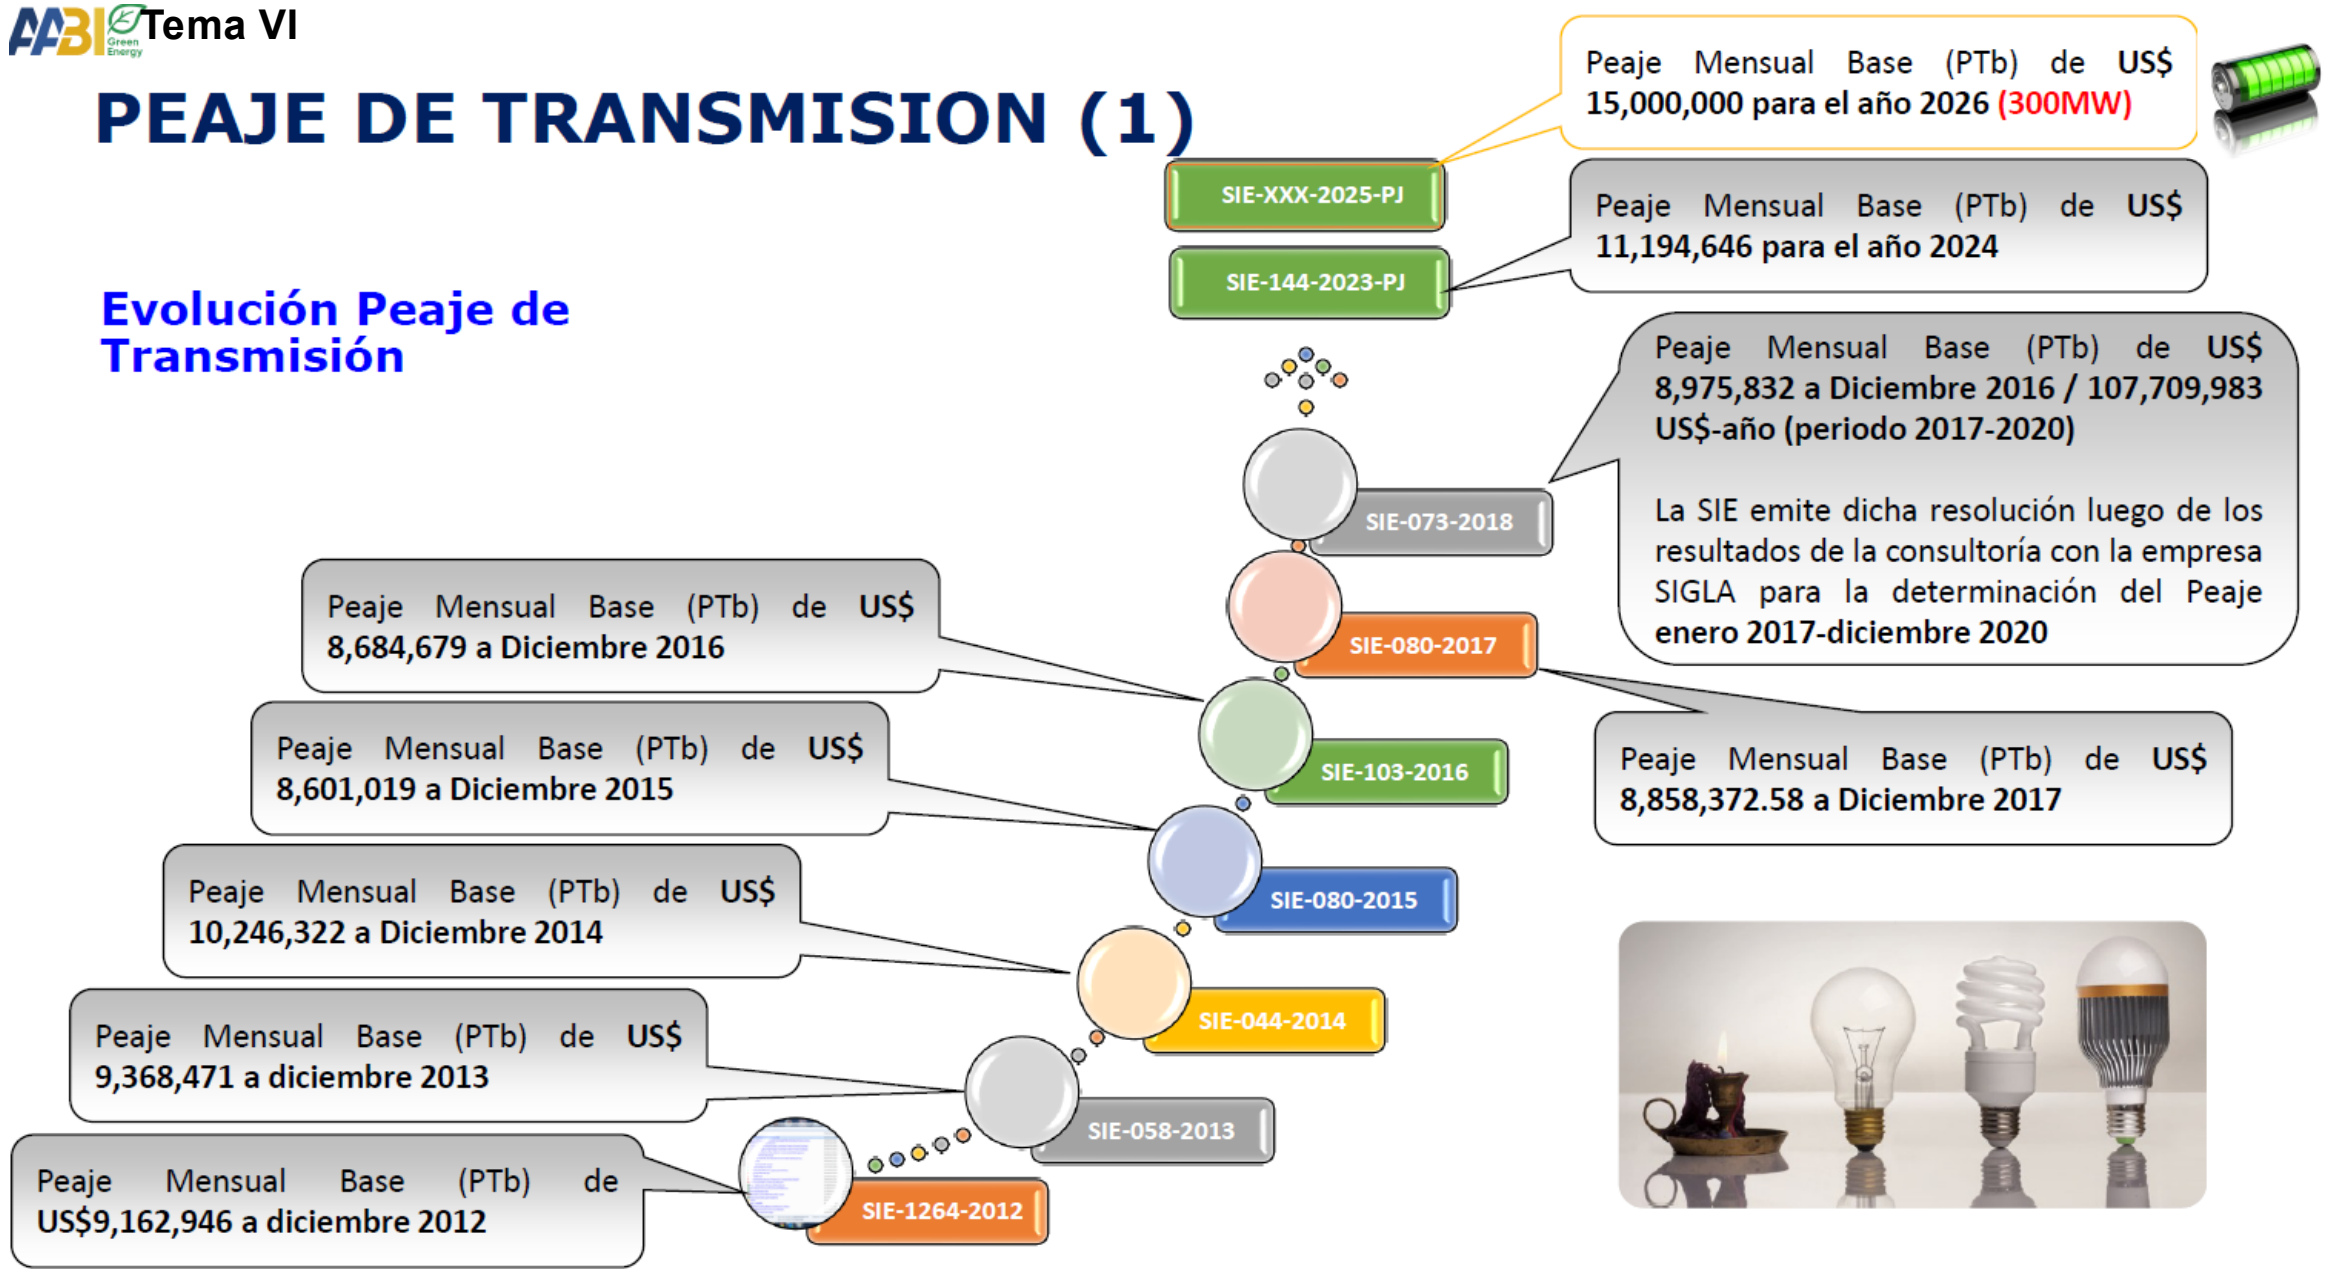 AABI
Green
Energy
Tema VI
PEAJE DE TRANSMISION (1)
Evolución Peaje de
Transmisión
Peaje Mensual Base (PTb) de US$
15,000,000 para el año 2026 (300MW)
SIE-XXX-2025-PJ
Peaje Mensual Base (PTb) de US$
11,194,646 para el año 2024
SIE-144-2023-PJ
Peaje Mensual Base (PTb) de US$
8,975,832 a Diciembre 2016 / 107,709,983
US$-año (periodo 2017-2020)
La SIE emite dicha resolución luego de los
resultados de la consultoría con la empresa
SIGLA para la determinación del Peaje
enero 2017-diciembre 2020
SIE-073-2018
Peaje Mensual Base (PTb) de US$
8,684,679 a Diciembre 2016
SIE-080-2017
Peaje Mensual Base (PTb) de US$
8,858,372.58 a Diciembre 2017
Peaje Mensual Base (PTb) de US$
8,601,019 a Diciembre 2015
SIE-103-2016
Peaje Mensual Base (PTb) de US$
10,246,322 a Diciembre 2014
SIE-080-2015
Peaje Mensual Base (PTb) de US$
9,368,471 a diciembre 2013
SIE-044-2014
SIE-058-2013
Peaje Mensual Base (PTb) de
US$9,162,946 a diciembre 2012
SIE-1264-2012